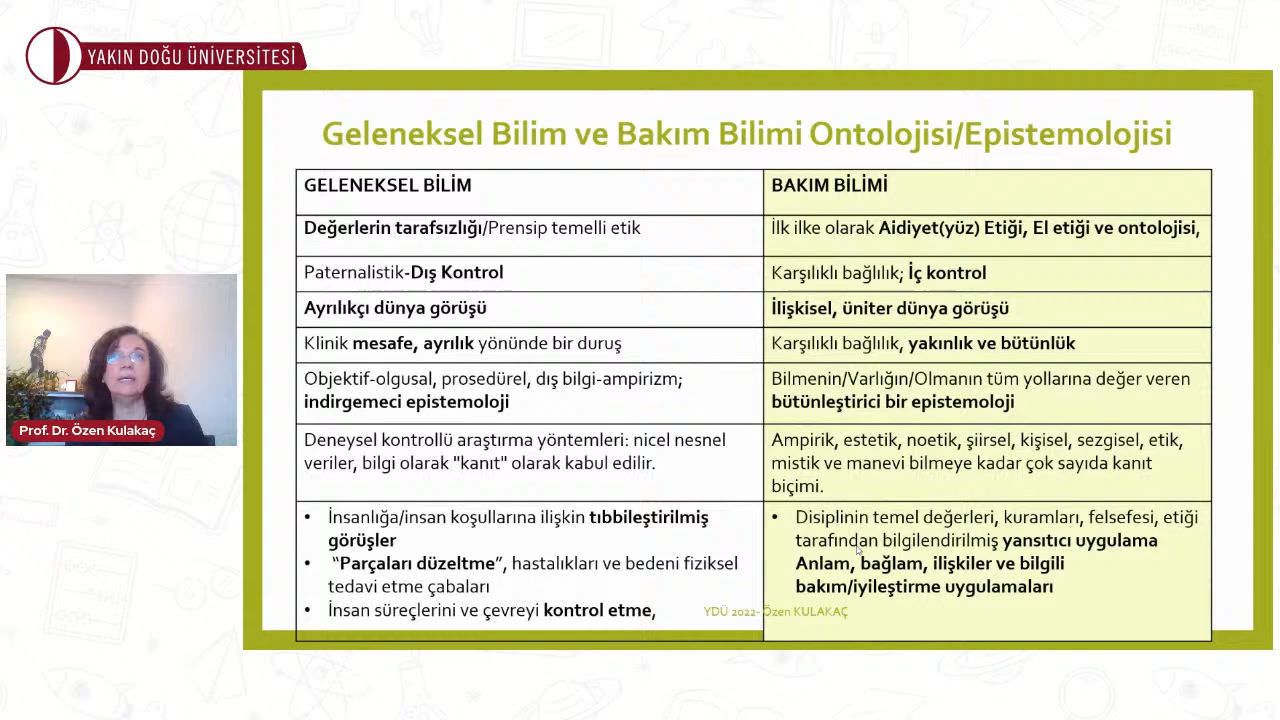 YAKIN DOĞU ÜNİVERSİTESİ
Geleneksel Bilim ve Bakım Bilimi Ontolojisi/Epistemolojisi
GELENEKSEL BİLİM
BAKIM BİLİMİ
Değerlerin tarafsızlığı/Prensip temelli etik
İlk ilke olarak Aidiyet(yüz) Etiği, El etiği ve ontolojisi,
Paternalistik-Dış Kontrol
Karşılıklı bağlılık; İç kontrol
Ayrılıkçı dünya görüşü
İlişkisel, üniter dünya görüşü
Klinik mesafe, ayrılık yönünde bir duruş
Karşılıklı bağlılık, yakınlık ve bütünlük
Objektif-olgusal, prosedürel, dış bilgi-ampirizm;
indirgemeci epistemoloji
Bilmenin/Varlığın/Olmanın tüm yollarına değer veren
bütünleştirici bir epistemoloji
Deneysel kontrollü araştırma yöntemleri: nicel nesnel
veriler, bilgi olarak "kanıt" olarak kabul edilir.
Ampirik, estetik, noetik, şiirsel, kişisel, sezgisel, etik,
mistik ve manevi bilmeye kadar çok sayıda kanıt
biçimi.
• İnsanlığa/insan koşullarına ilişkin tıbbileştirilmiş
görüşler
• “Parçaları düzeltme”, hastalıkları ve bedeni fiziksel
tedavi etme çabaları
• İnsan süreçlerini ve çevreyi kontrol etme,
• Disiplinin temel değerleri, kuramları, felsefesi, etiği
tarafından bilgilendirilmiş yansıtıcı uygulama
Anlam, bağlam, ilişkiler ve bilgili
bakım/iyileştirme uygulamaları
YDÜ 2022- Özen KULAKAÇ
Prof. Dr. Özen Kulakaç